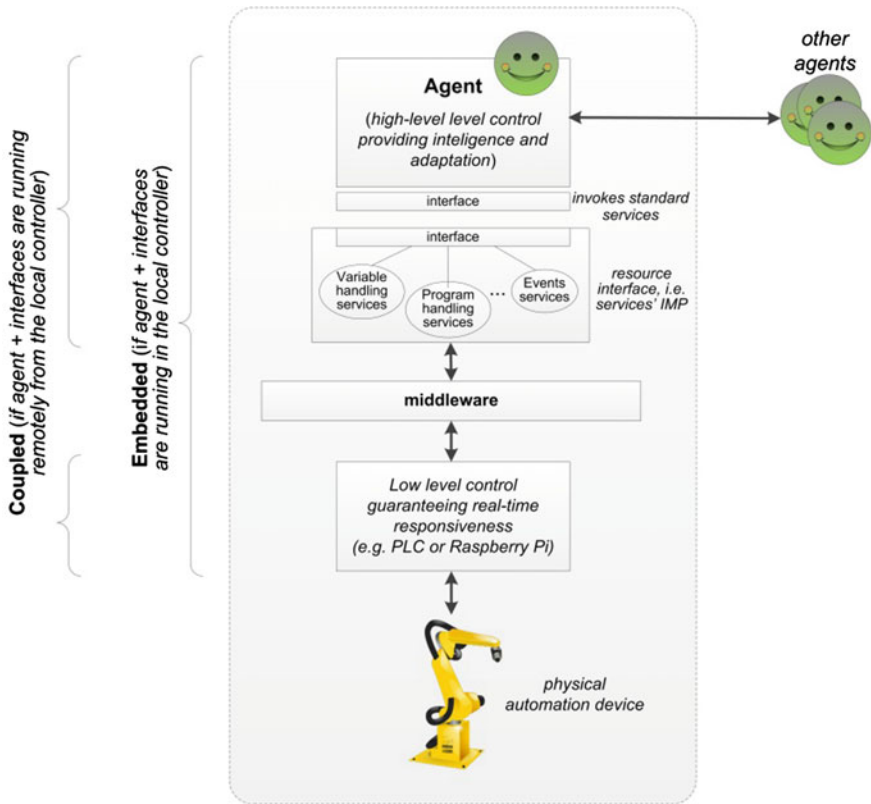 other
agents
Agent
(high-level level control
providing inteligence and
adaptation)
interface
invokes standard
services
interface
Variable
handling
services
Program
handling
services
...
Events
services
resource
interface, i.e.
services' IMP
middleware
Low level control
guaranteeing real-time
responsiveness
(e.g. PLC or Raspberry Pi)
physical
automation device
Coupled (if agent + interfaces are running
remotely from the local controller)
Embedded (if agent + interfaces
are running in the local controller)